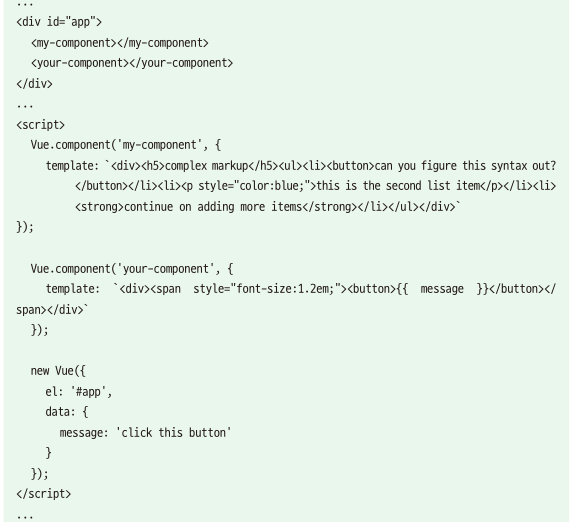 ...
<div id="app">
  <my-component></my-component>
  <your-component></your-component>
</div>
...
<script>
  Vue.component('my-component', {
    template: `<div><h5>complex markup</h5><ul><li><button>can you figure this syntax out?
        </button></li><li><p style="color:blue;">this is the second list item</p></li><li>
        <strong>continue on adding more items</strong></li></ul></div>`
});

  Vue.component('your-component', {
    template: `<div><span style="font-size:1.2em;"><button>{{ message }}</button></
span></div>`
  });

  new Vue({
    el: '#app',
    data: {
      message: 'click this button'
    }
  });
</script>
...